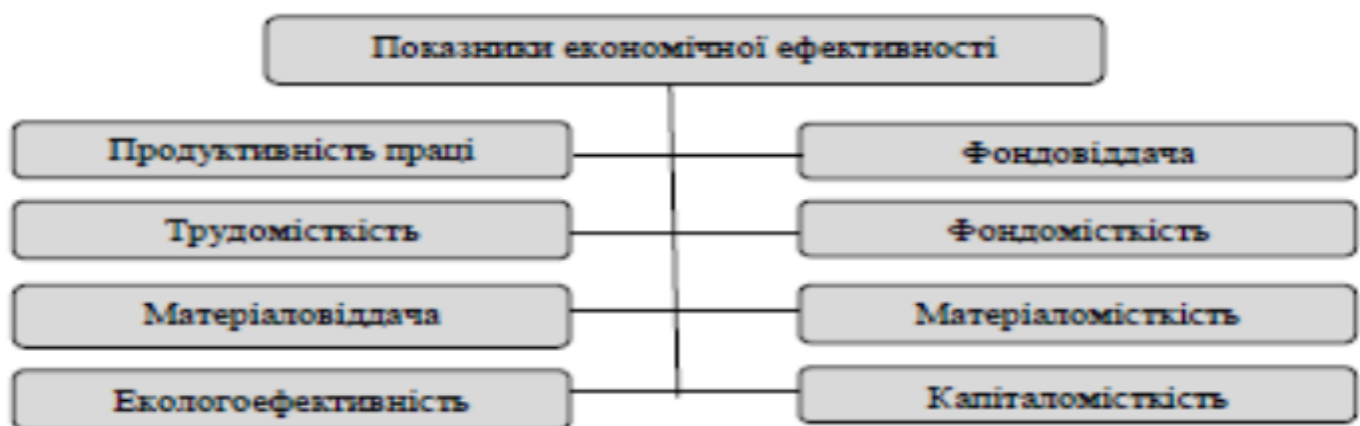 Показники економічної ефективності
Продуктивність праці
Фондовіддача
Трудомісткість
Фондомісткість
Матеріаловіддача
Матеріаломісткість
Екологоефективність
Капіталомісткість